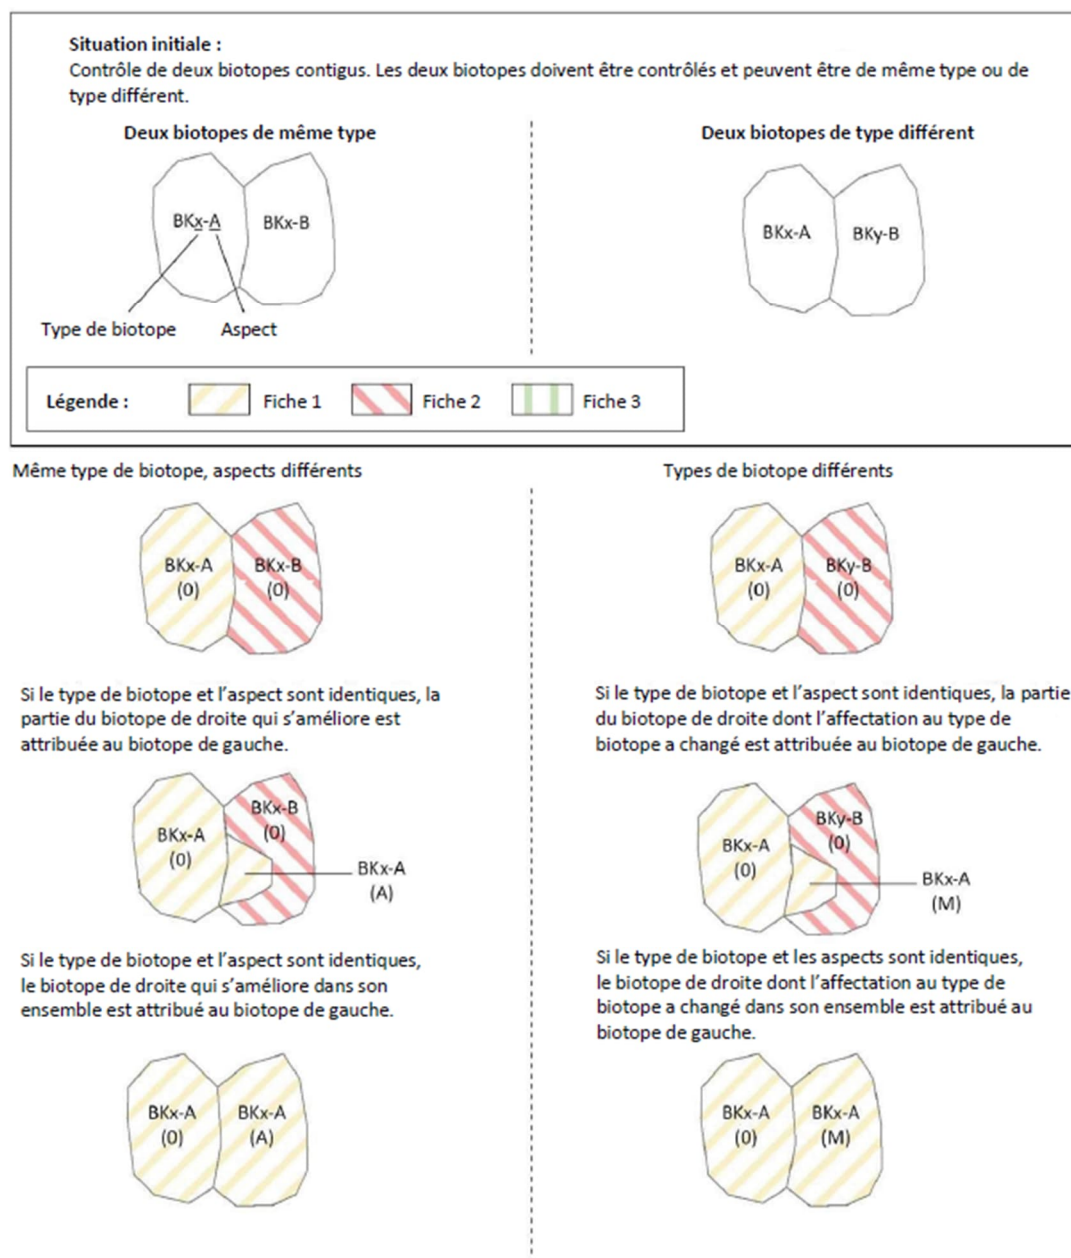 Situation initiale :
Contrôle de deux biotopes contigus. Les deux biotopes doivent être contrôlés et peuvent être de même type ou de
type différent.
Deux biotopes de même type
Deux biotopes de type différent
BKx-A
BKx-B
BKx-A
BKy-B
Type de biotope
Aspect
Légende :
Fiche 1
Fiche 2
Fiche 3
Même type de biotope, aspects différents
BKx-A
(0)
BKx-B
(0)
Si le type de biotope et l'aspect sont identiques, la
partie du biotope de droite qui s'améliore est
attribuée au biotope de gauche.
BKx-A
(0)
BKx-B
(0)
BKx-A
(A)
Si le type de biotope et l'aspect sont identiques,
le biotope de droite qui s'améliore dans son
ensemble est attribué au biotope de gauche.
BKx-A
(0)
BKx-A
(A)
Types de biotope différents
BKx-A
(0)
BKy-B
(0)
Si le type de biotope et l'aspect sont identiques, la partie
du biotope de droite dont l'affectation au type de
biotope a changé est attribuée au biotope de gauche.
BKx-A
(0)
BKy-B
(0)
BKx-A
(M)
Si le type de biotope et les aspects sont identiques,
le biotope de droite dont l'affectation au type de
biotope a changé dans son ensemble est attribué au
biotope de gauche.
BKx-A
(0)
BKx-A
(M)